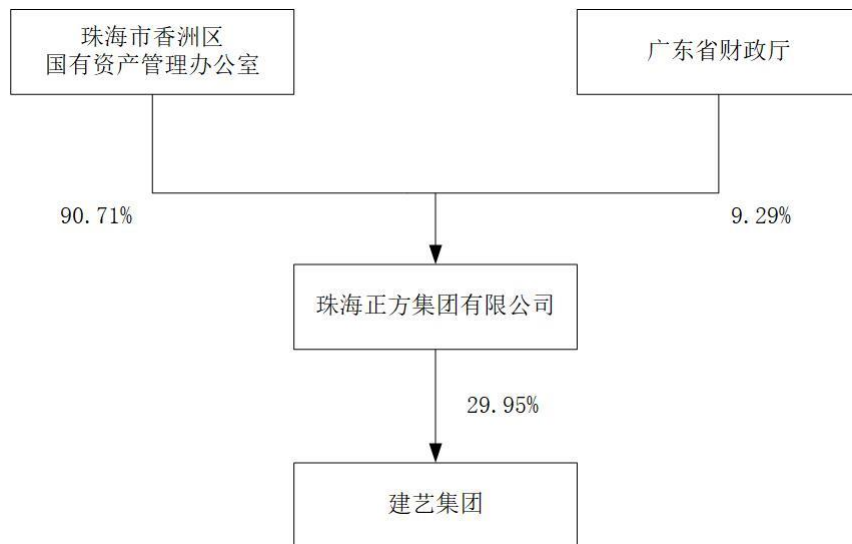 珠海市香洲区
国有资产管理办公室
广东省财政厅
90.71%
9.29%
珠海正方集团有限公司
29.95%
建艺集团